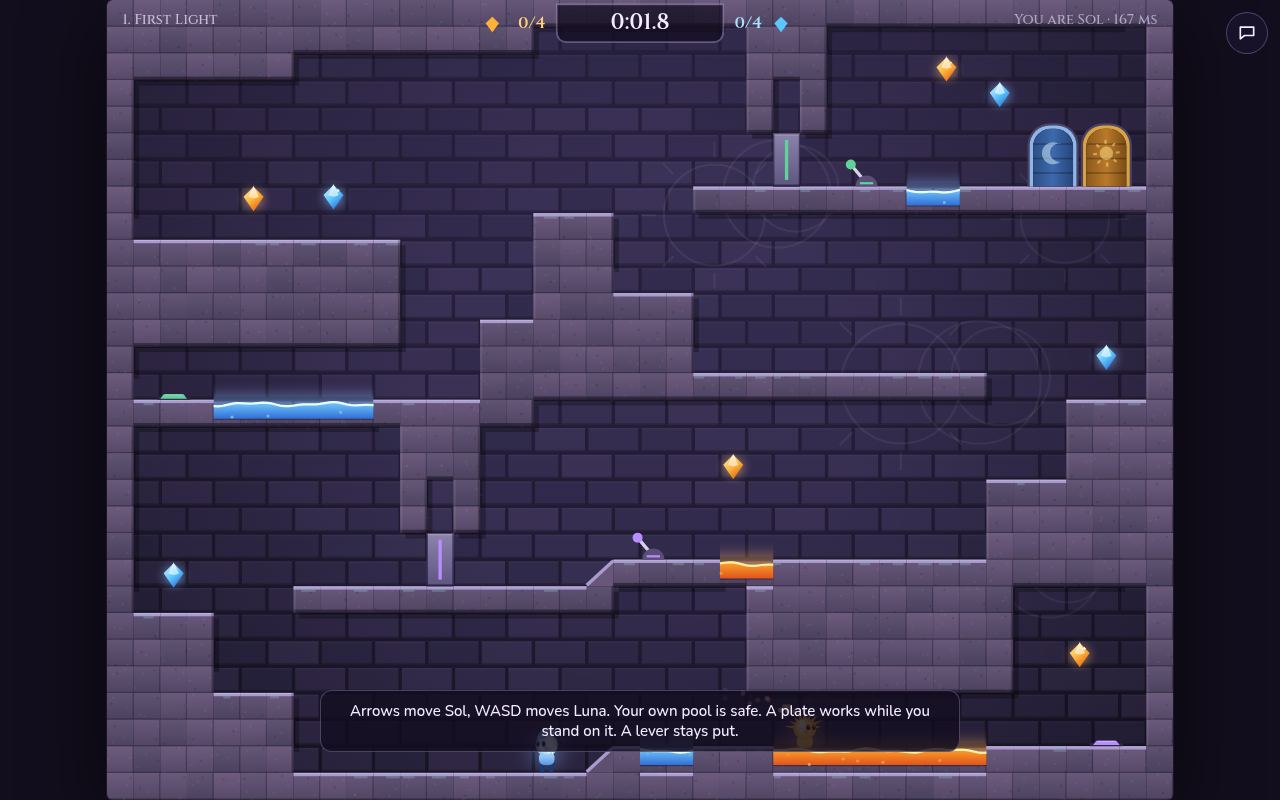 1. First Light
0/4
0:01.8
0/4
You are Sol · 167 ms
Arrows move Sol, WASD moves Luna. Your own pool is safe. A plate works while you
stand on it. A lever stays put.